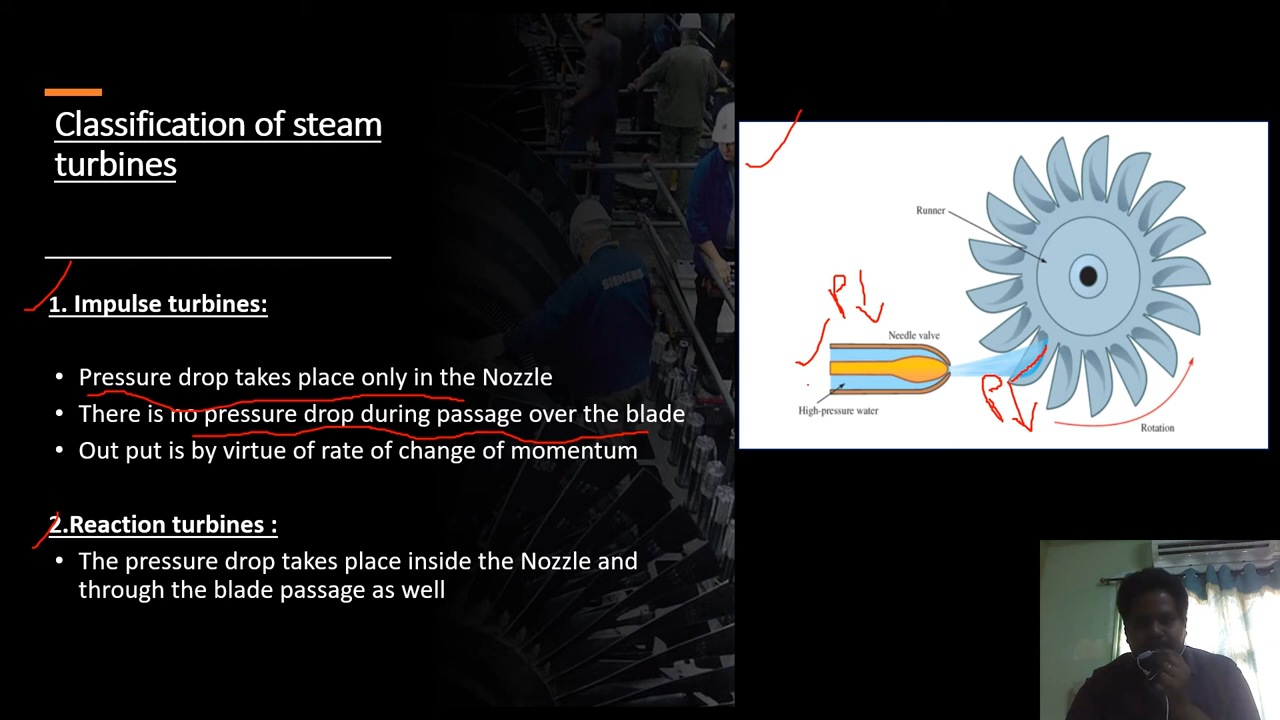 Classification of steam
turbines
1. Impulse turbines:
• Pressure drop takes place only in the Nozzle
• There is no pressure drop during passage over the blade
• Out put is by virtue of rate of change of momentum
2.Reaction turbines :
• The pressure drop takes place inside the Nozzle and
through the blade passage as well
SIEMENS
Runner
P↓
Needle valve
High-pressure water
P↓
Rotation